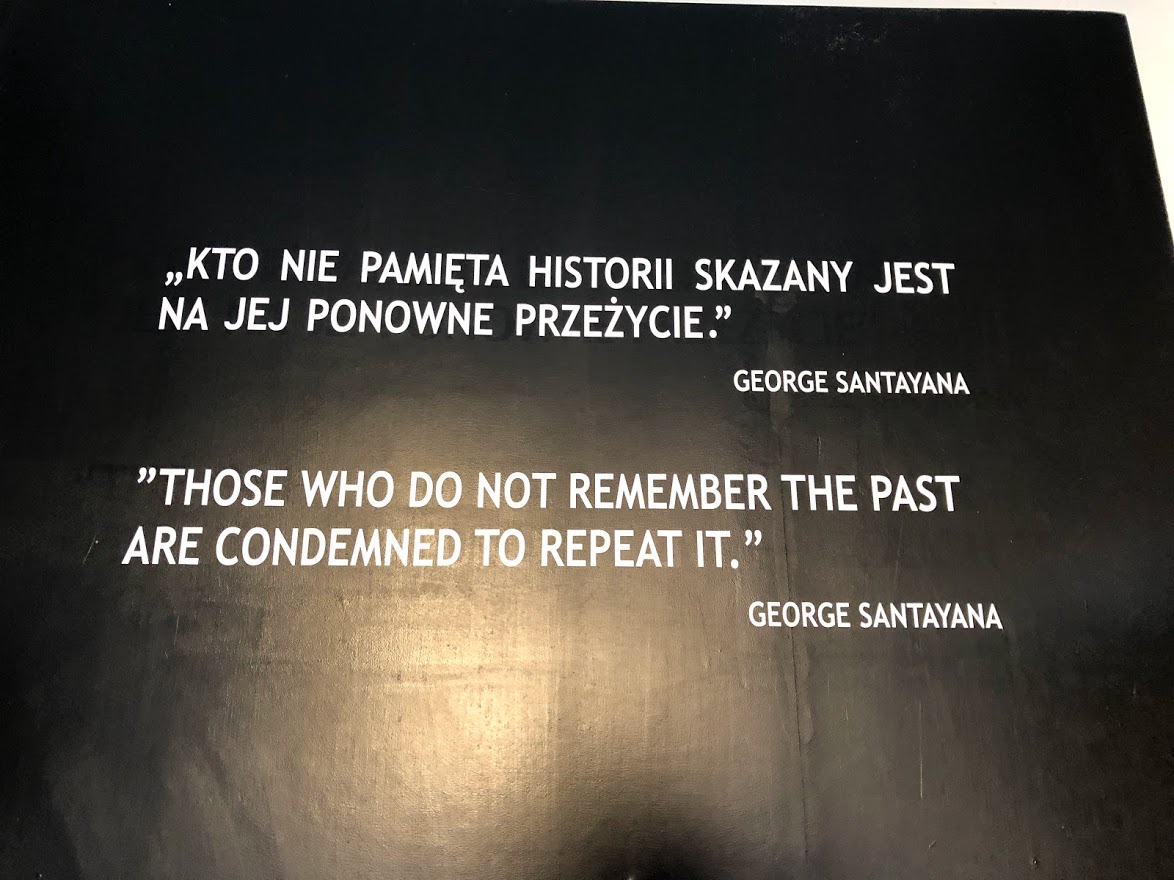 „KTO NIE PAMIĘTA HISTORII SKAZANY JEST
NA JEJ PONOWNE PRZEŻYCIE.”
GEORGE SANTAYANA
”THOSE WHO DO NOT REMEMBER THE PAST
ARE CONDEMNED TO REPEAT IT.”
GEORGE SANTAYANA